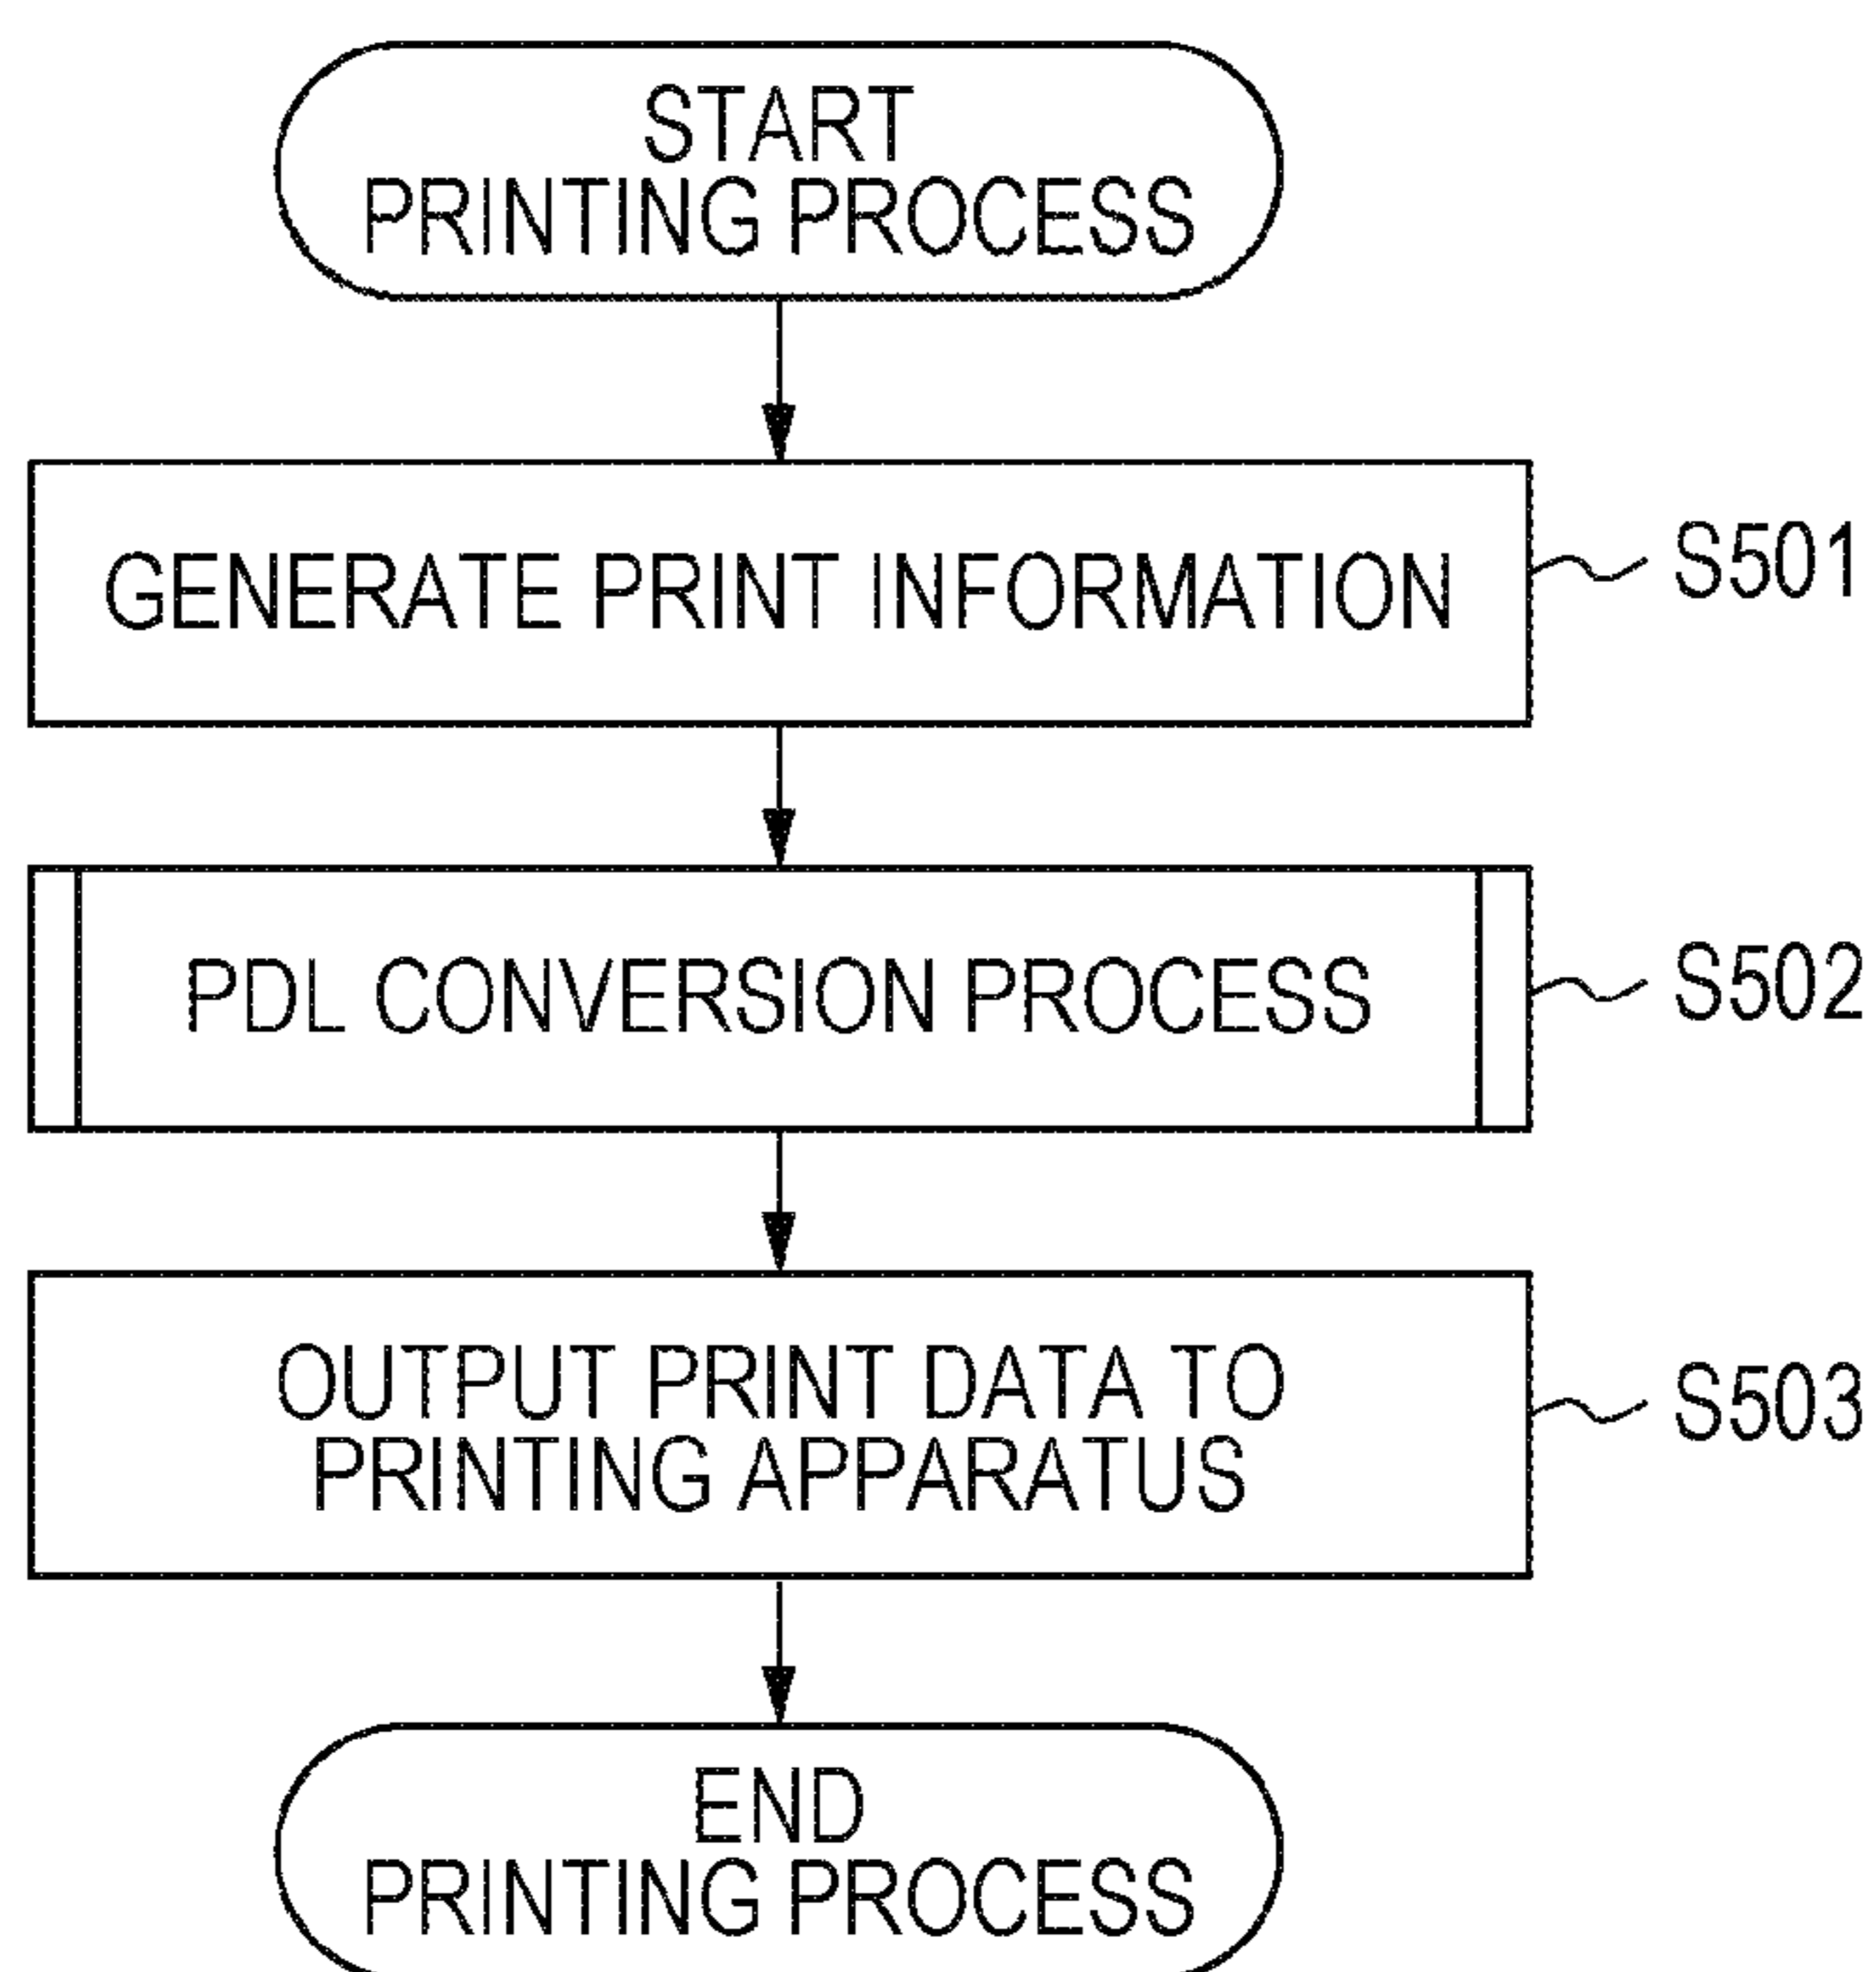 START
PRINTING PROCESS
GENERATE PRINT INFORMATION
S501
PDL CONVERSION PROCESS
S502
OUTPUT PRINT DATA TO
PRINTING APPARATUS
S503
END
PRINTING PROCESS